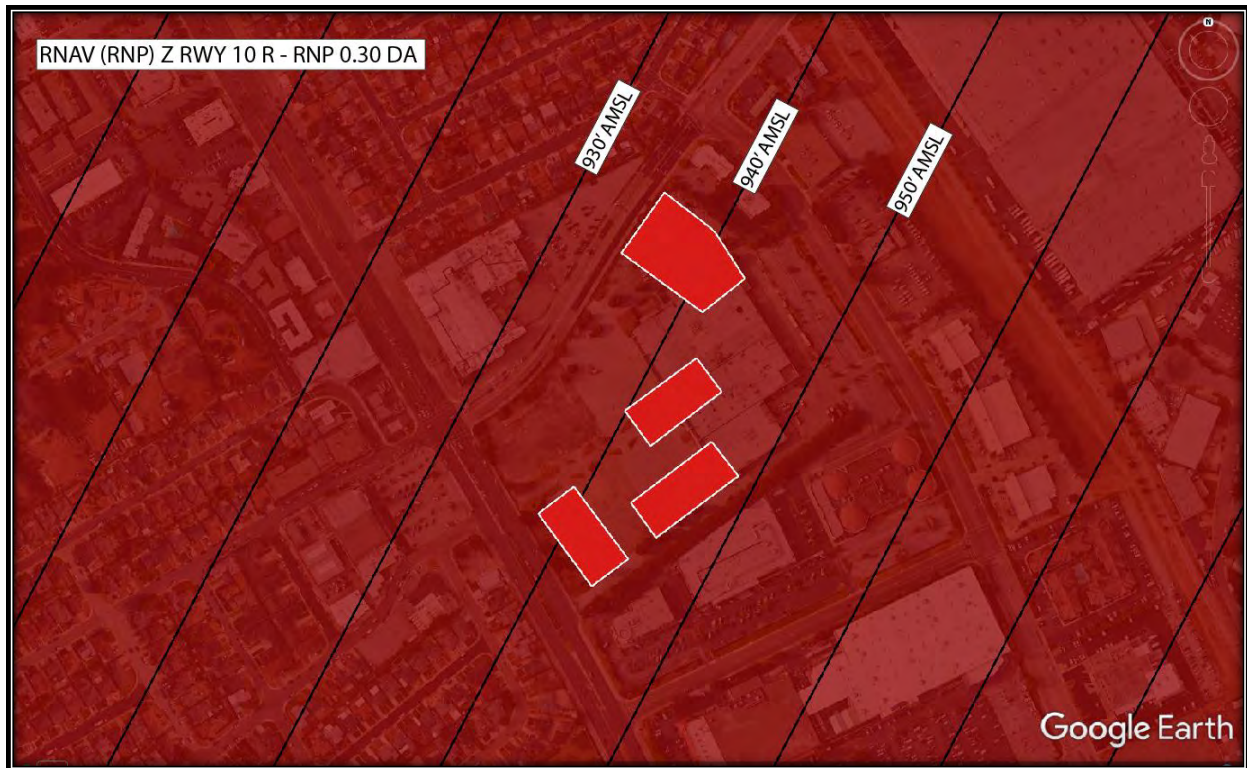 RNAV (RNP) Z RWY 10 R - RNP 0.30 DA
N
930' AMSL
940' AMSL
950' AMSL
Google Earth